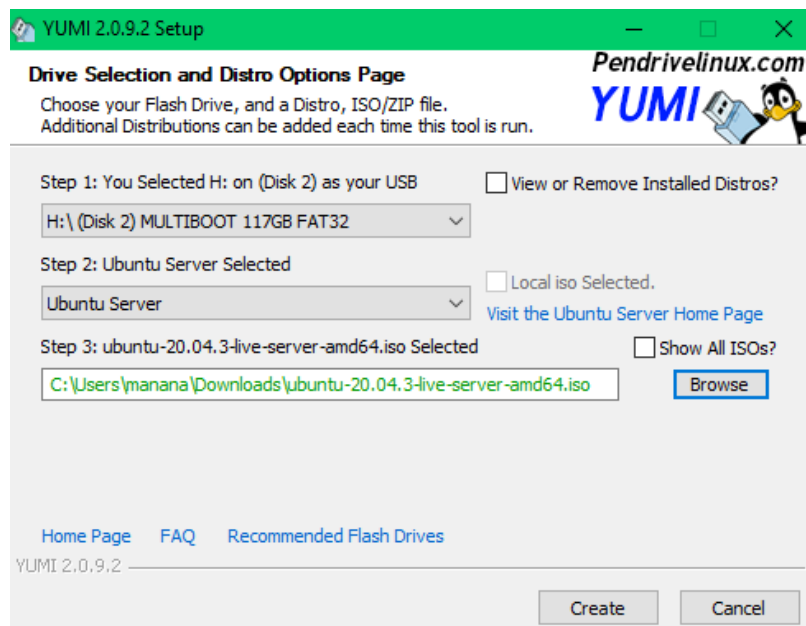 YUMI 2.0.9.2 Setup
Drive Selection and Distro Options Page
Choose your Flash Drive, and a Distro, ISO/ZIP file.
Additional Distributions can be added each time this tool is run.
Pendrivelinux.com
YUMI
Step 1: You Selected H: on (Disk 2) as your USB
View or Remove Installed Distros?
H:\ (Disk 2) MULTIBOOT 117GB FAT32
Step 2: Ubuntu Server Selected
Local iso Selected.
Ubuntu Server
Visit the Ubuntu Server Home Page
Step 3: ubuntu-20.04.3-live-server-amd64.iso Selected
Show All ISOs?
C:\Users\manana\Downloads\ubuntu-20.04.3-live-server-amd64.iso
Browse
Home Page FAQ Recommended Flash Drives
YUMI 2.0.9.2
Create Cancel